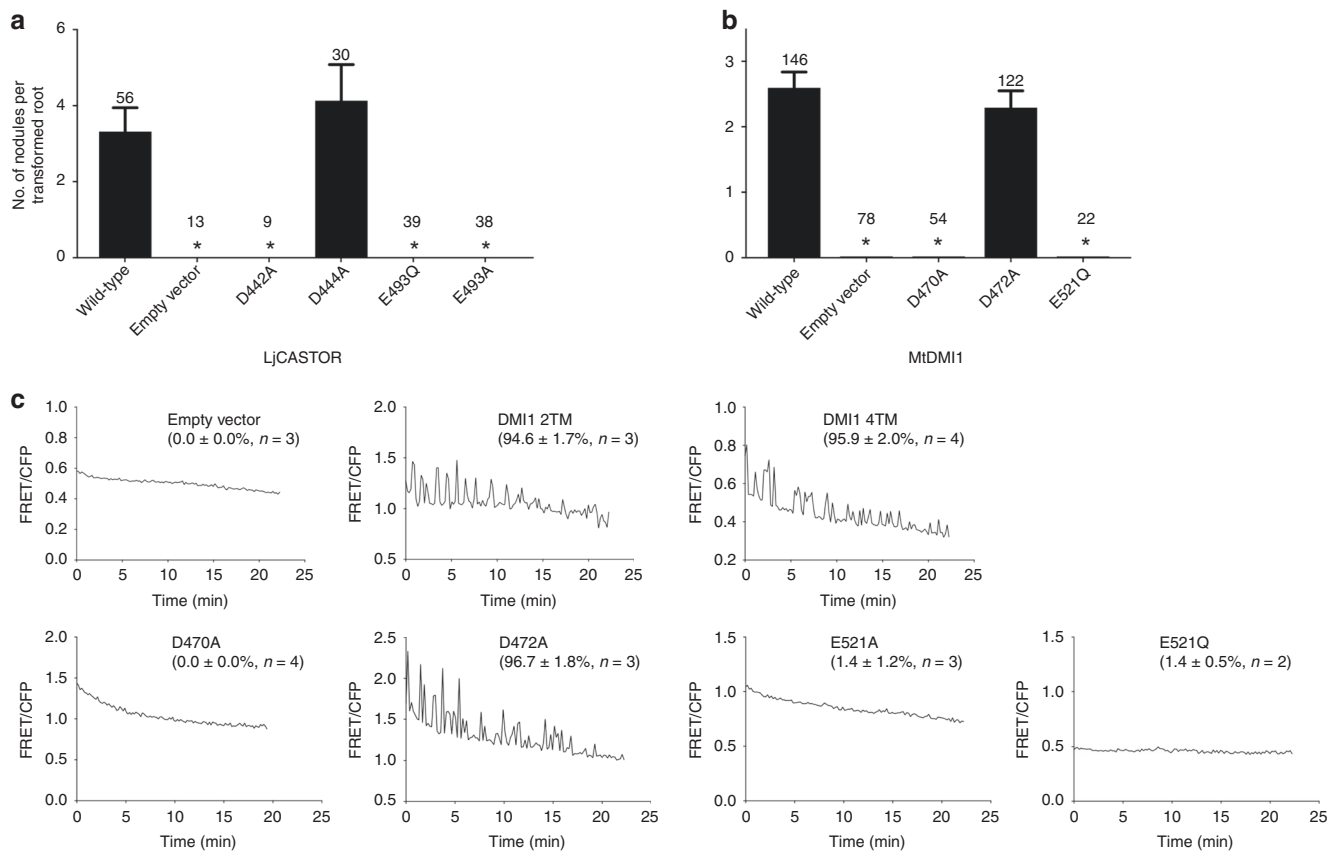 a
6
4
2
0
No. of nodules per
transformed root
56
13
9
30
39
38
*
*
*
*
Wild-type
Empty vector
D442A
D444A
E493Q
E493A
LjCASTOR
b
3
2
1
0
146
78
54
122
22
*
*
*
Wild-type
Empty vector
D470A
D472A
E521Q
MtDMI1
c
Empty vector
(0.0 ± 0.0%, n = 3)
FRET/CFP
1.0
0.8
0.6
0.4
0.2
0.0
0 5 10 15 20 25
Time (min)
DMI1 2TM
(94.6 ± 1.7%, n = 3)
FRET/CFP
2.0
1.5
1.0
0.5
0 5 10 15 20 25
Time (min)
DMI1 4TM
(95.9 ± 2.0%, n = 4)
FRET/CFP
1.0
0.8
0.6
0.4
0.2
0 5 10 15 20 25
Time (min)
D470A
(0.0 ± 0.0%, n = 4)
FRET/CFP
2.0
1.5
1.0
0.5
0.0
0 5 10 15 20 25
Time (min)
D472A
(96.7 ± 1.8%, n = 3)
FRET/CFP
2.5
2.0
1.5
1.0
0.5
0 5 10 15 20 25
Time (min)
E521A
(1.4 ± 1.2%, n = 3)
FRET/CFP
1.5
1.0
0.5
0.0
0 5 10 15 20 25
Time (min)
E521Q
(1.4 ± 0.5%, n = 2)
FRET/CFP
1.5
1.0
0.5
0.0
0 5 10 15 20 25
Time (min)